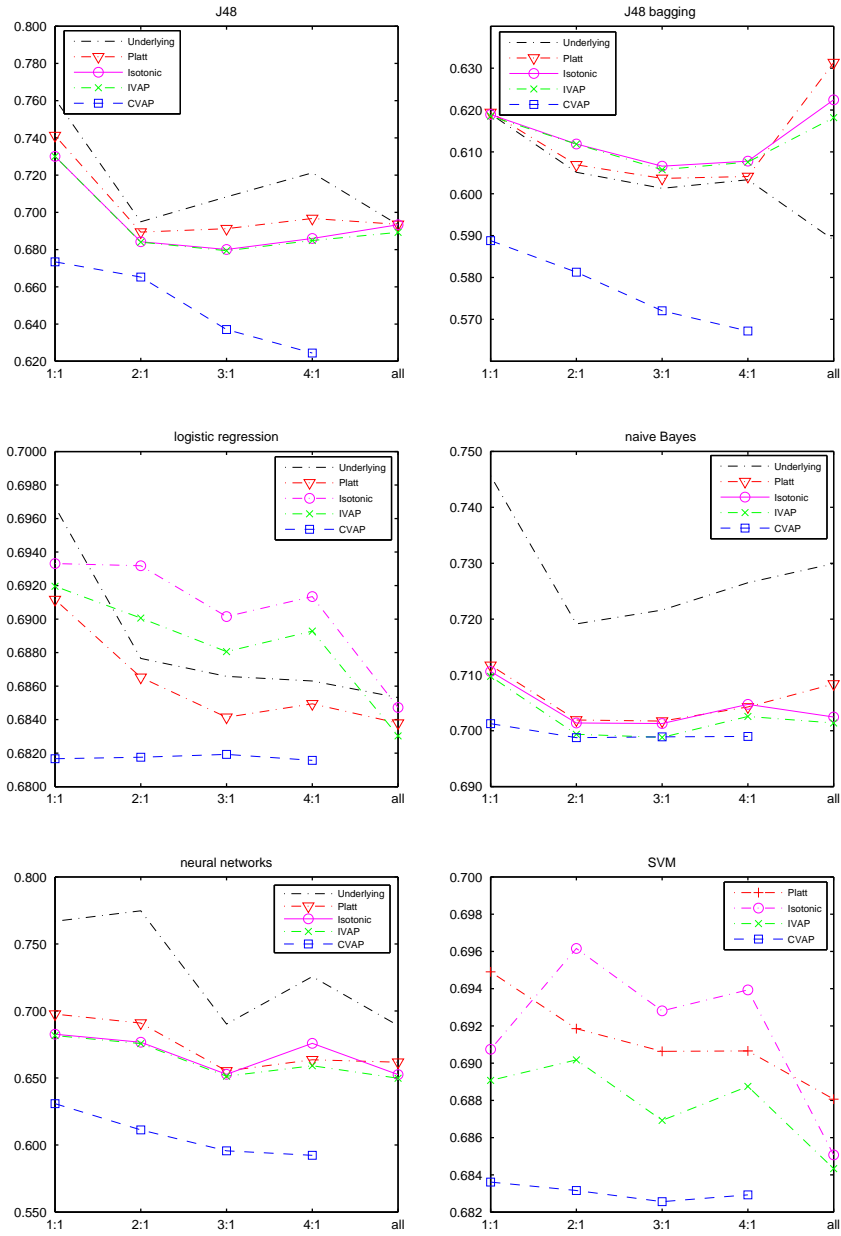 J48
0.800
0.780
0.760
0.740
0.720
0.700
0.680
0.660
0.640
0.620
1:1
2:1
3:1
4:1
all
Underlying
Platt
Isotonic
IVAP
CVAP
J48 bagging
0.630
0.620
0.610
0.600
0.590
0.580
0.570
1:1
2:1
3:1
4:1
all
Underlying
Platt
Isotonic
IVAP
CVAP
logistic regression
0.7000
0.6980
0.6960
0.6940
0.6920
0.6900
0.6880
0.6860
0.6840
0.6820
0.6800
1:1
2:1
3:1
4:1
all
Underlying
Platt
Isotonic
IVAP
CVAP
naive Bayes
0.750
0.740
0.730
0.720
0.710
0.700
0.690
1:1
2:1
3:1
4:1
all
Underlying
Platt
Isotonic
IVAP
CVAP
neural networks
0.800
0.750
0.700
0.650
0.600
0.550
1:1
2:1
3:1
4:1
all
Underlying
Platt
Isotonic
IVAP
CVAP
SVM
0.700
0.698
0.696
0.694
0.692
0.690
0.688
0.686
0.684
0.682
1:1
2:1
3:1
4:1
all
Platt
Isotonic
IVAP
CVAP